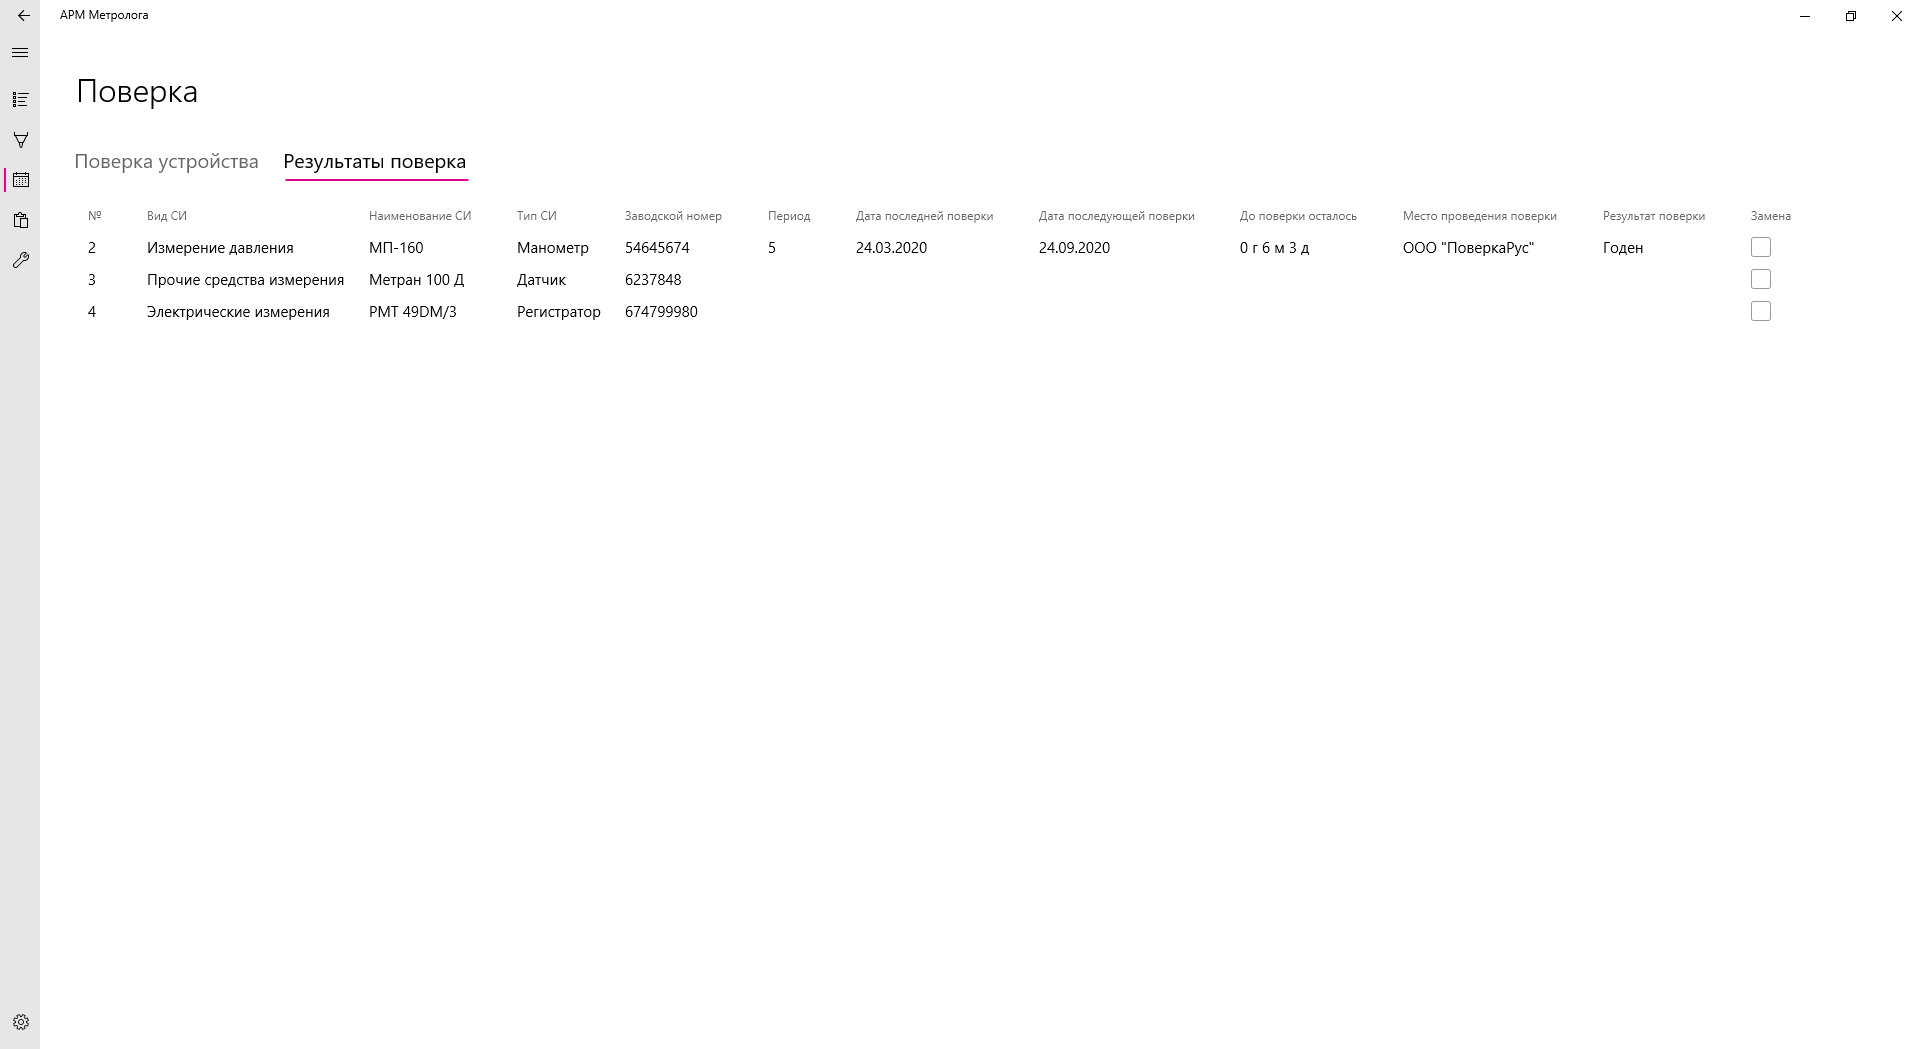 АРМ Метролога
Поверка
Поверка устройства Результаты поверка
№ Вид СИ Наименование СИ Тип СИ Заводской номер Период Дата последней поверки Дата последующей поверки До поверки осталось Место проведения поверки Результат поверки Замена
2 Измерение давления МП-160 Манометр 54645674 5 24.03.2020 24.09.2020 0 г 6 м 3 д ООО "ПоверкаРус" Годен
3 Прочие средства измерения Метран 100 Д Датчик 6237848
4 Электрические измерения РМТ 49DM/3 Регистратор 674799980